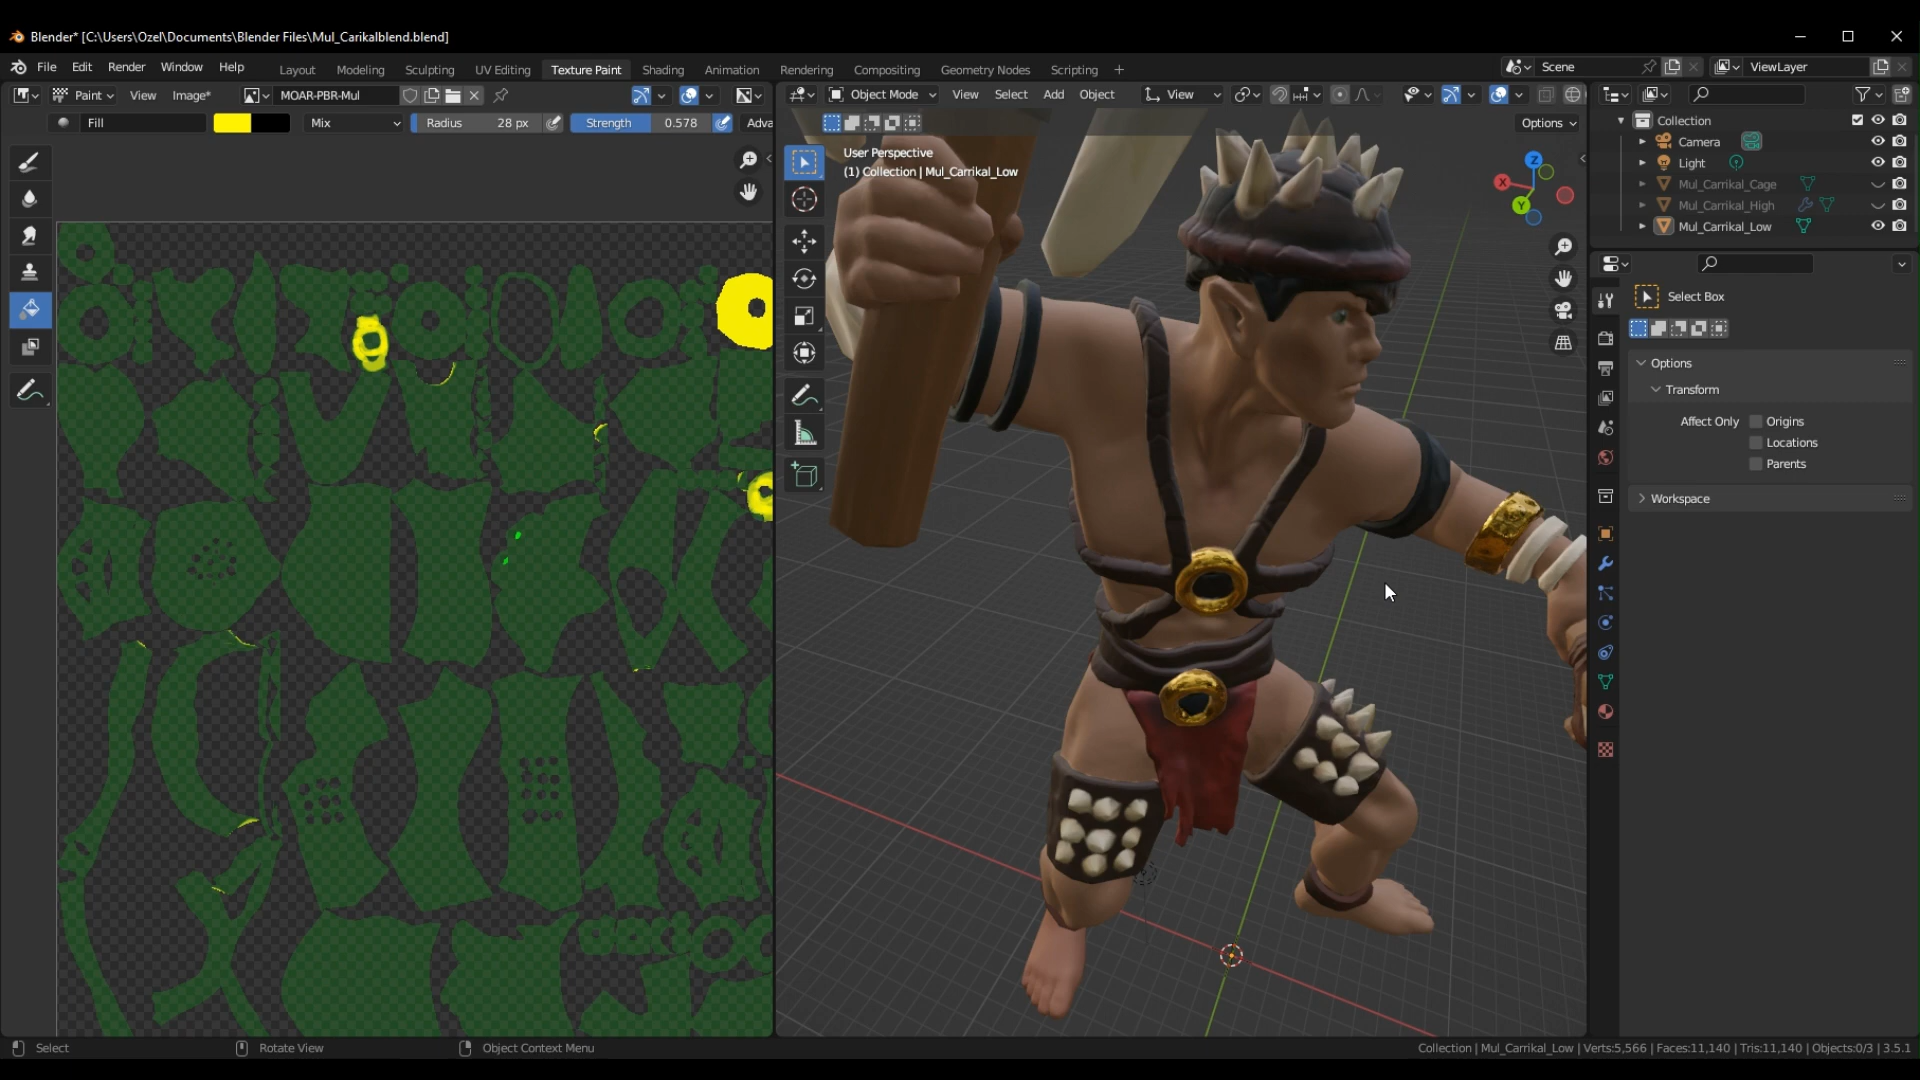 Blender* [C:\Users\Ozel\Documents\Blender Files\Mul_Carikalblend.blend]
File Edit Render Window Help Layout Modeling Sculpting UV Editing Texture Paint Shading Animation Rendering Compositing Geometry Nodes Scripting + Scene ViewLayer
Paint View Image* MOAR-PBR-Mul
Object Mode View Select Add Object View
Fill Mix Radius 28 px Strength 0.578 Adva
Options
User Perspective
(1) Collection | Mul_Carrikal_Low
X
Y
Z
Collection
Camera
Light
Mul_Carrikal_Cage
Mul_Carrikal_High
Mul_Carrikal_Low
Select Box
Options
Transform
Affect Only Origins
Locations
Parents
Workspace
Select Rotate View Object Context Menu
Collection | Mul_Carrikal_Low | Verts:5,566 | Faces:11,140 | Tris:11,140 | Objects:0/3 | 3.5.1